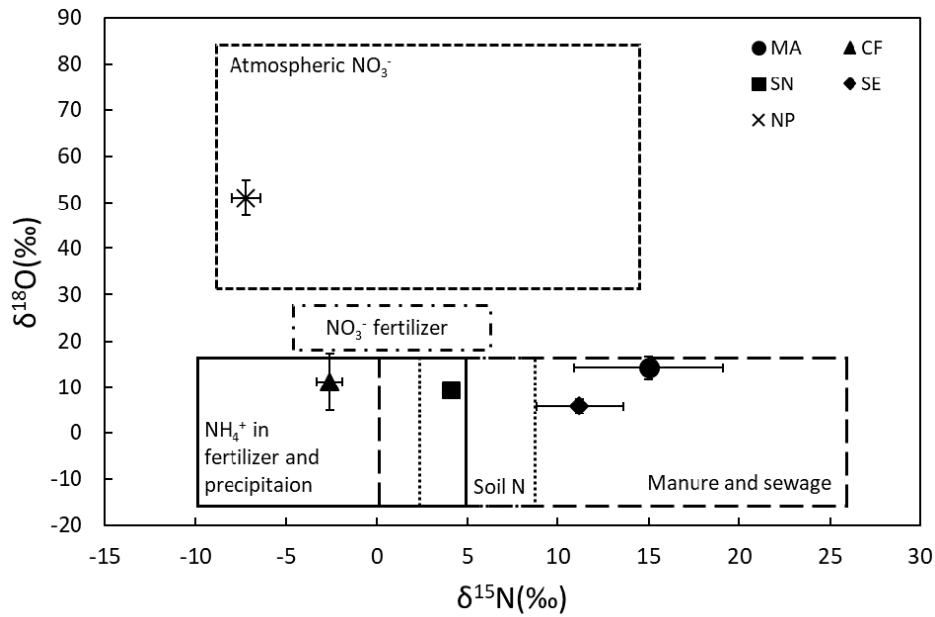 90
80
70
60
50
40
30
20
10
0
-10
-20
δ¹⁸O(‰)
Atmospheric NO₃⁻
MA
CF
SN
SE
NP
NO₃⁻ fertilizer
NH₄⁺ in
fertilizer and
precipitaion
Soil N
Manure and sewage
-15 -10 -5 0 5 10 15 20 25 30
δ¹⁵N(‰)